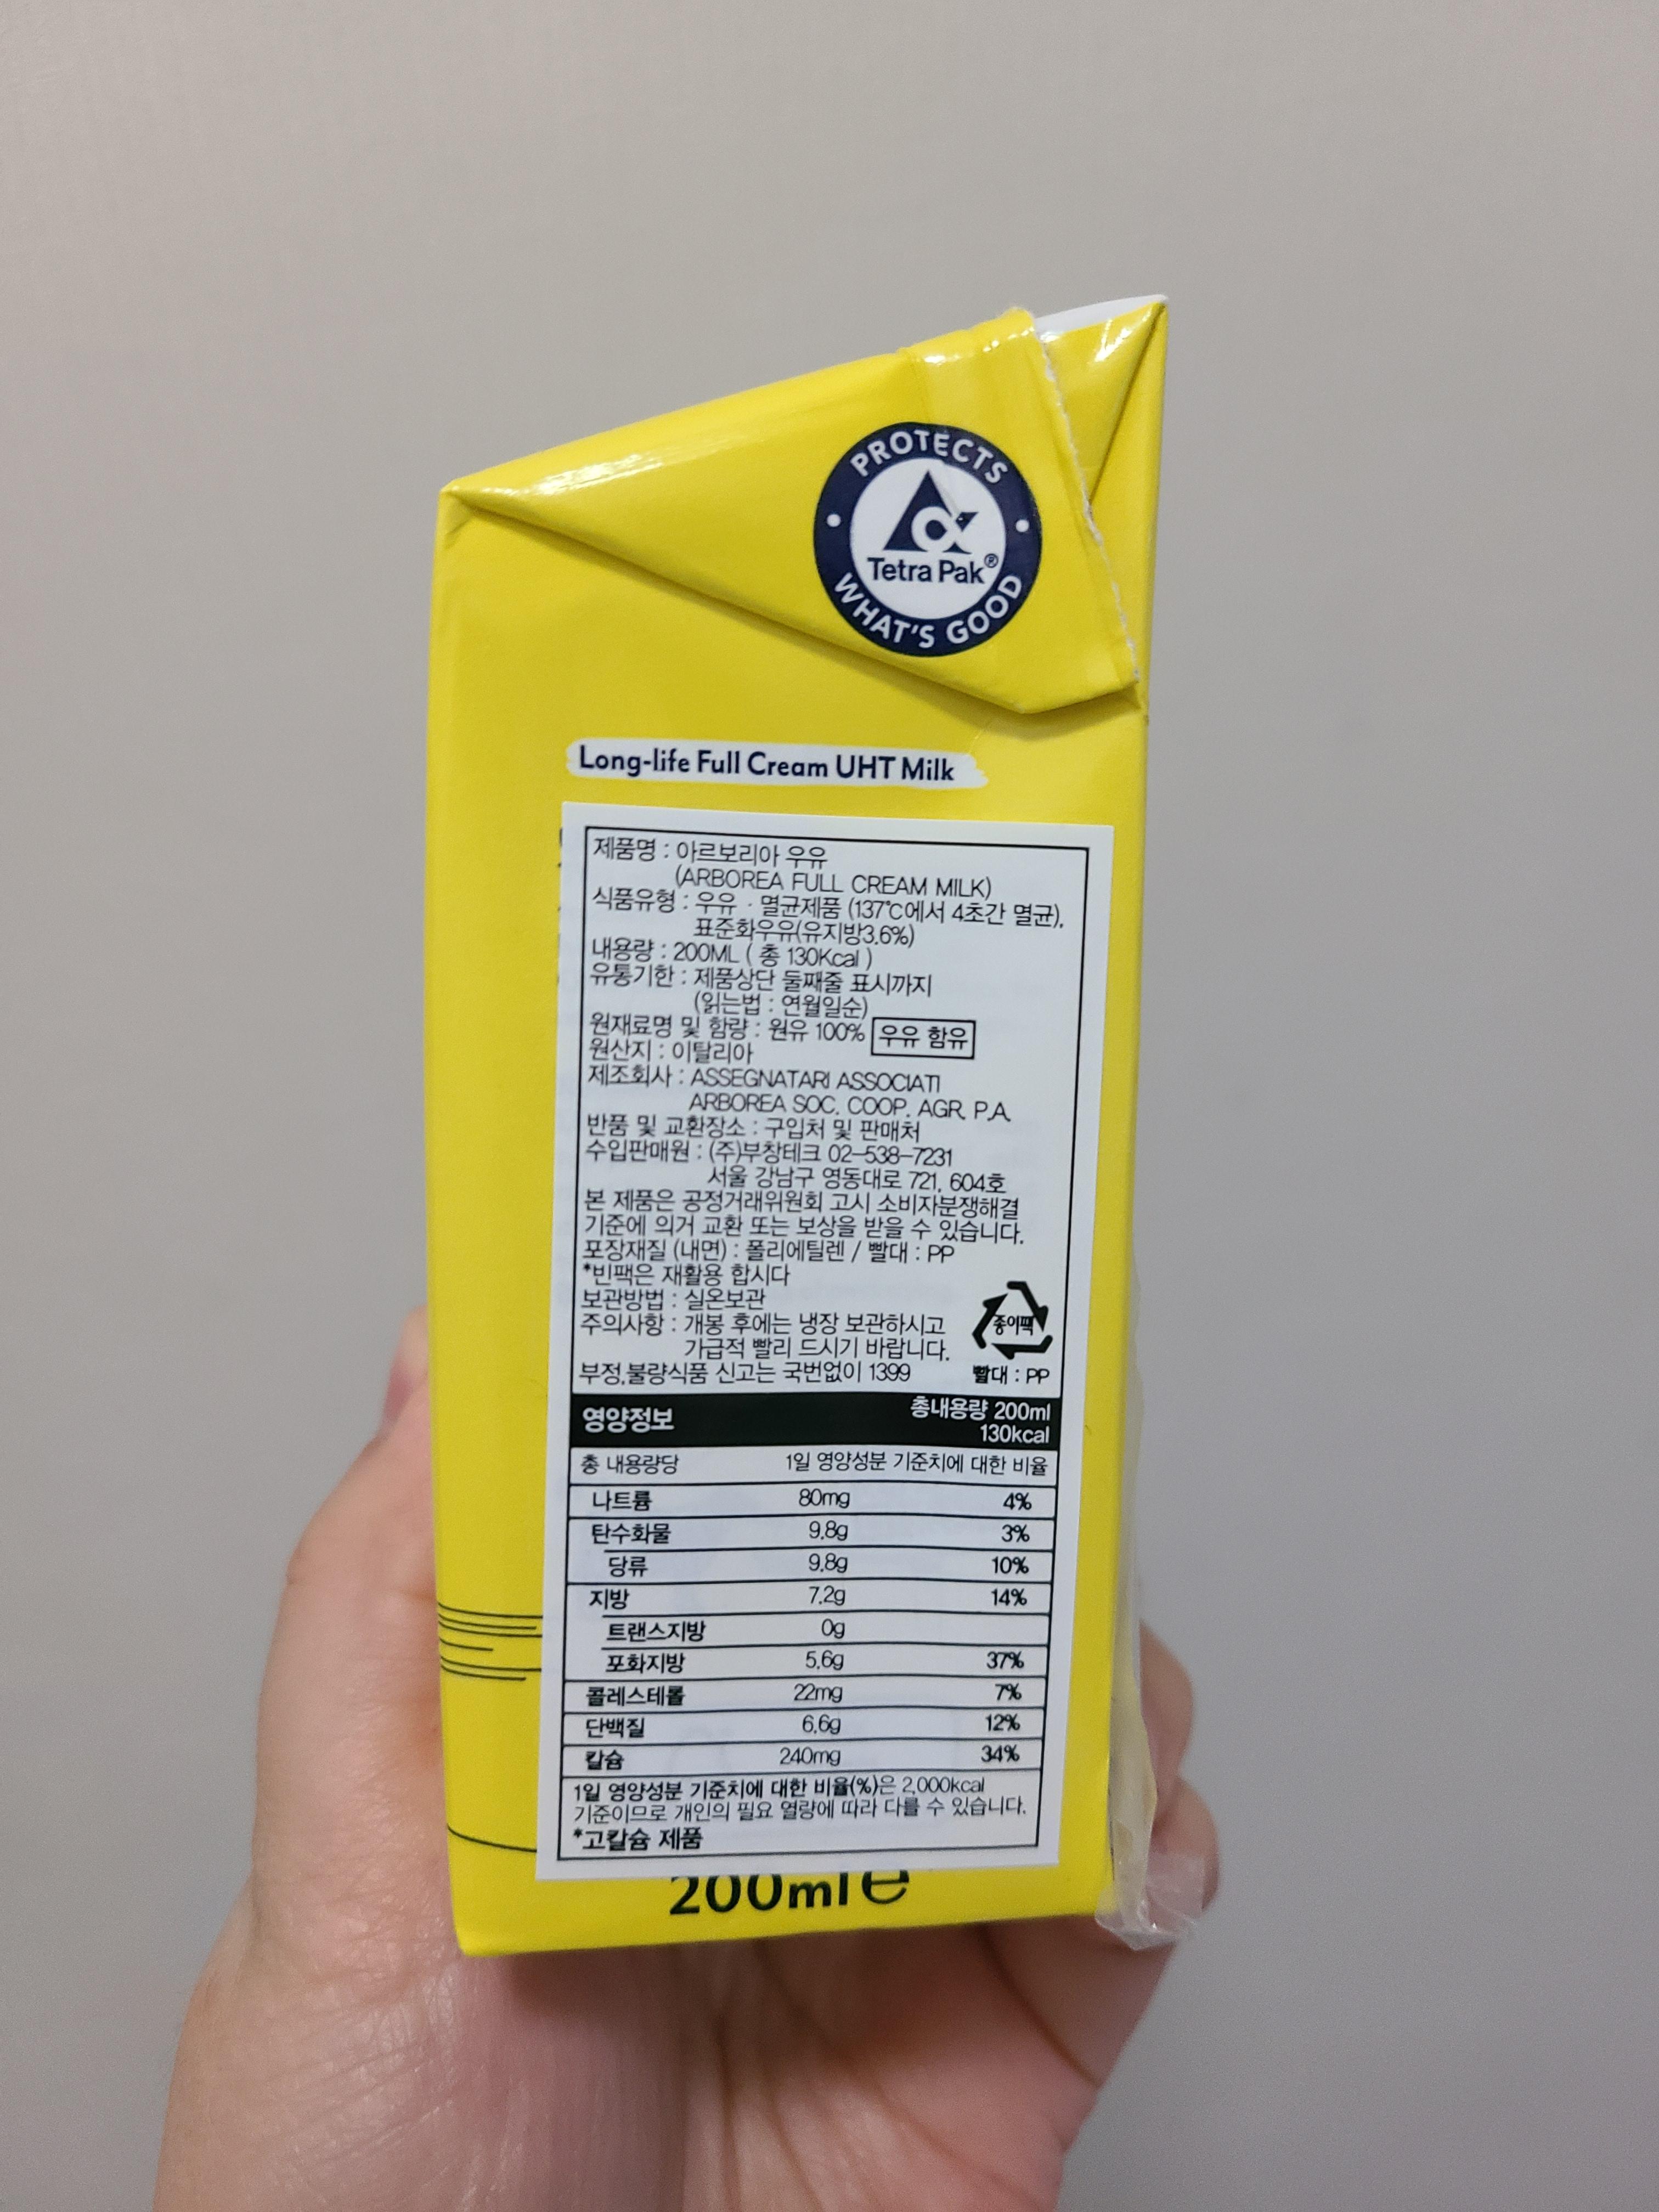 PROTECTS
Tetra Pak®
WHAT'S GOOD
Long-life Full Cream UHT Milk
제품명 : 아르보리아 우유
(ARBOREA FULL CREAM MILK)
식품유형 : 우유 · 멸균제품 (137℃에서 4초간 멸균),
표준화우유(유지방3.6%)
내용량 : 200ML ( 총 130Kcal )
유통기한 : 제품상단 둘째줄 표시까지
(읽는법 : 연월일순)
원재료명 및 함량 : 원유 100% 우유 함유
원산지 : 이탈리아
제조회사 : ASSEGNATARI ASSOCIATI
ARBOREA SOC. COOP. AGR. P.A.
반품 및 교환장소 : 구입처 및 판매처
수입판매원 : (주)부창테크 02-538-7231
서울 강남구 영동대로 721, 604호
본 제품은 공정거래위원회 고시 소비자분쟁해결
기준에 의거 교환 또는 보상을 받을 수 있습니다.
포장재질 (내면) : 폴리에틸렌 / 빨대 : PP
*빈팩은 재활용 합시다
보관방법 : 실온보관
주의사항 : 개봉 후에는 냉장 보관하시고
가급적 빨리 드시기 바랍니다.
종이팩
부정,불량식품 신고는 국번없이 1399
빨대 : PP
영양정보 총내용량 200ml
130kcal
총 내용량당 1일 영양성분 기준치에 대한 비율
나트륨 80mg 4%
탄수화물 9.8g 3%
당류 9.8g 10%
지방 7.2g 14%
트랜스지방 0g
포화지방 5.6g 37%
콜레스테롤 22mg 7%
단백질 6.6g 12%
칼슘 240mg 34%
1일 영양성분 기준치에 대한 비율(%)은 2,000kcal
기준이므로 개인의 필요 열량에 따라 다를 수 있습니다.
*고칼슘 제품
200ml e